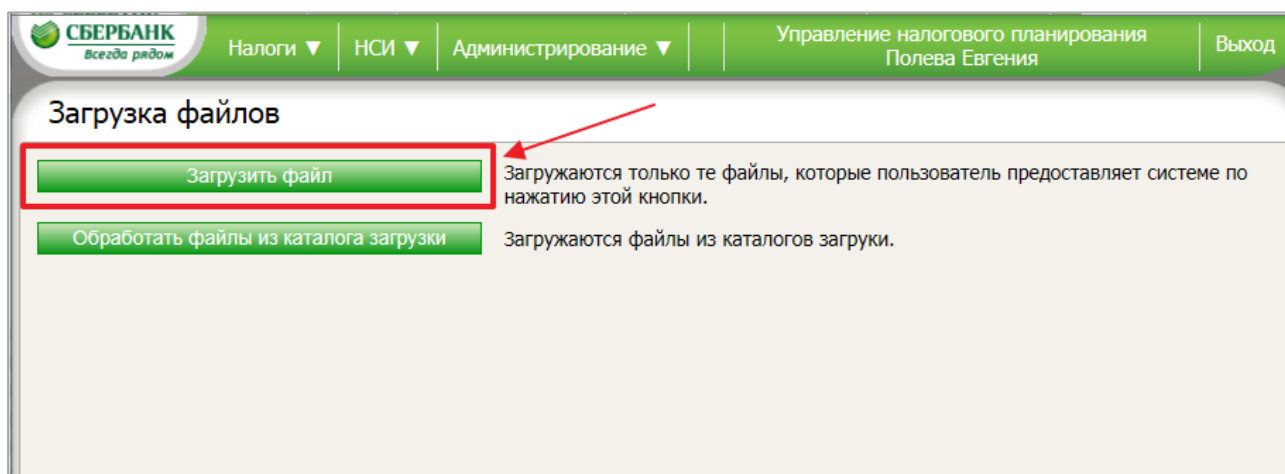 СБЕРБАНК
Всегда рядом
Налоги ▼
НСИ ▼
Администрирование ▼
Управление налогового планирования
Полева Евгения
Выход
Загрузка файлов
Загрузить файл
Загружаются только те файлы, которые пользователь предоставляет системе по
нажатию этой кнопки.
Обработать файлы из каталога загрузки
Загружаются файлы из каталогов загруки.